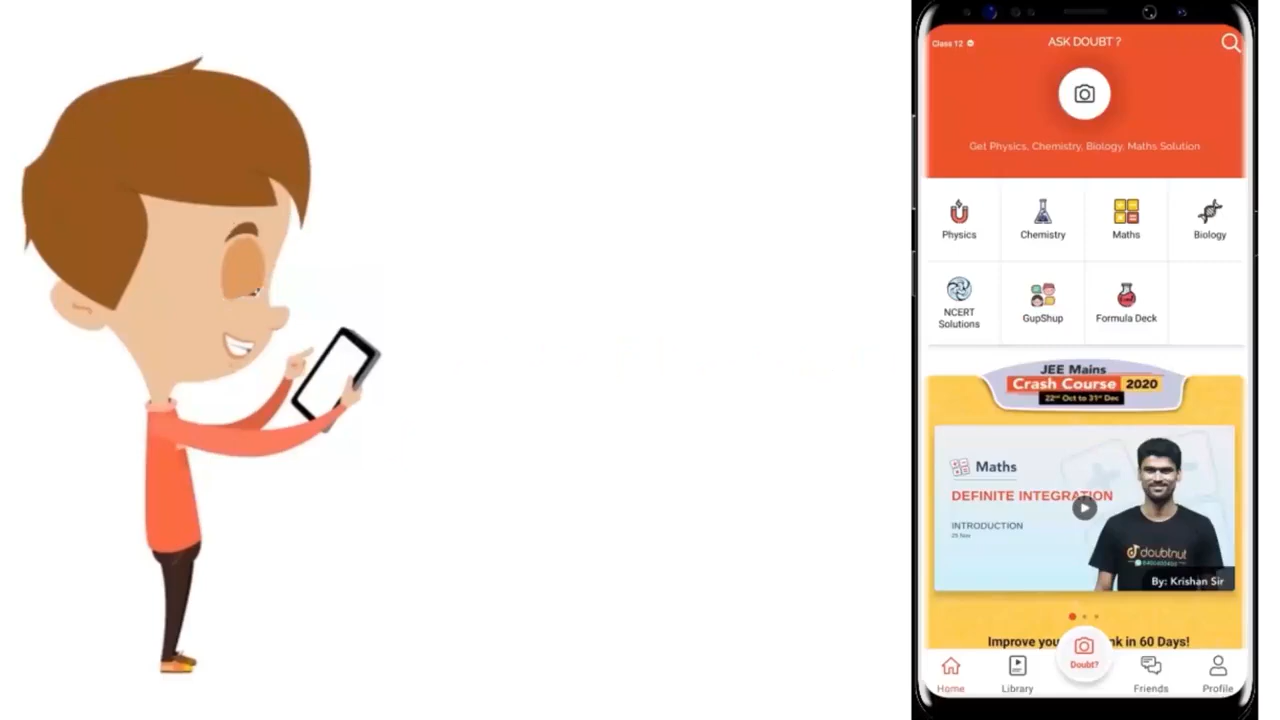 Class 12
ASK DOUBT ?
Get Physics, Chemistry, Biology, Maths Solution
Physics
Chemistry
Maths
Biology
NCERT
Solutions
GupShup
Formula Deck
JEE Mains
Crash Course 2020
22nd Oct to 31st Dec
Maths
DEFINITE INTEGRATION
INTRODUCTION
25 Nov
doubtnut
By: Krishan Sir
Improve you nk in 60 Days!
Doubt?
Home
Library
Friends
Profile